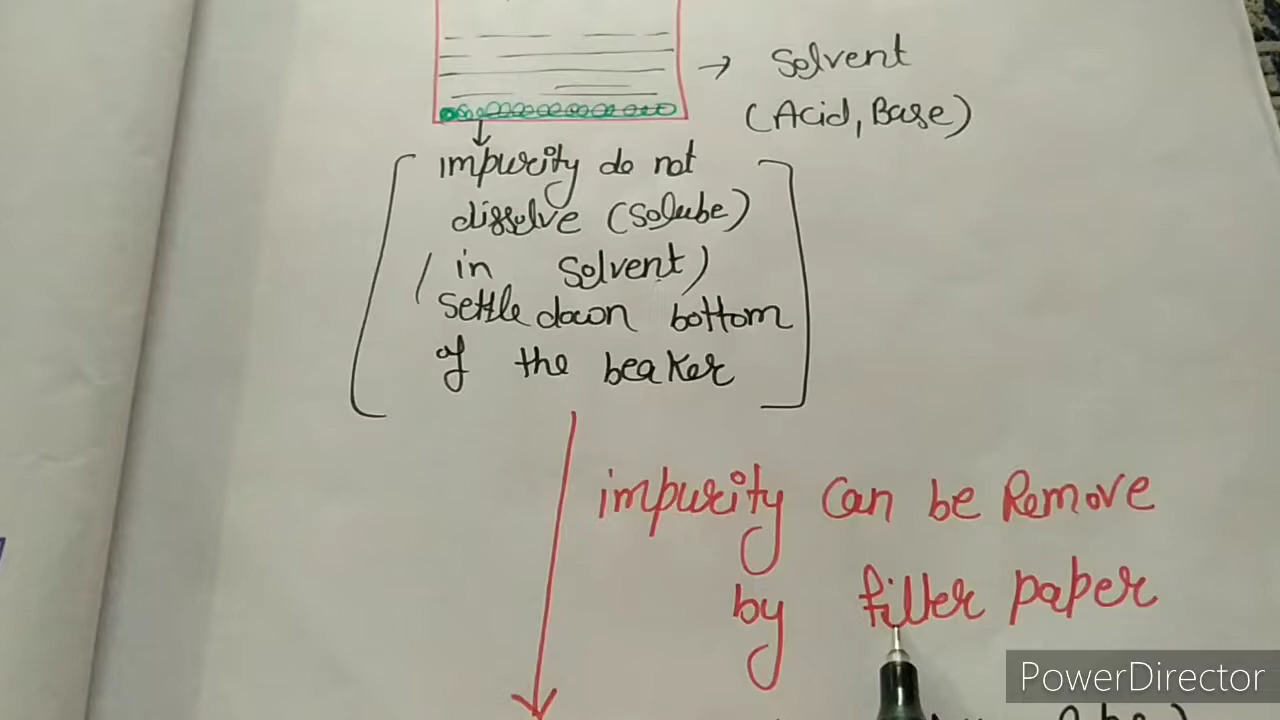 → Solvent
(Acid, Base)
impurity do not
dissolve (Solube)
in Solvent)
settle down bottom
of the beaker
impurity can be Remove
by filter paper
PowerDirector